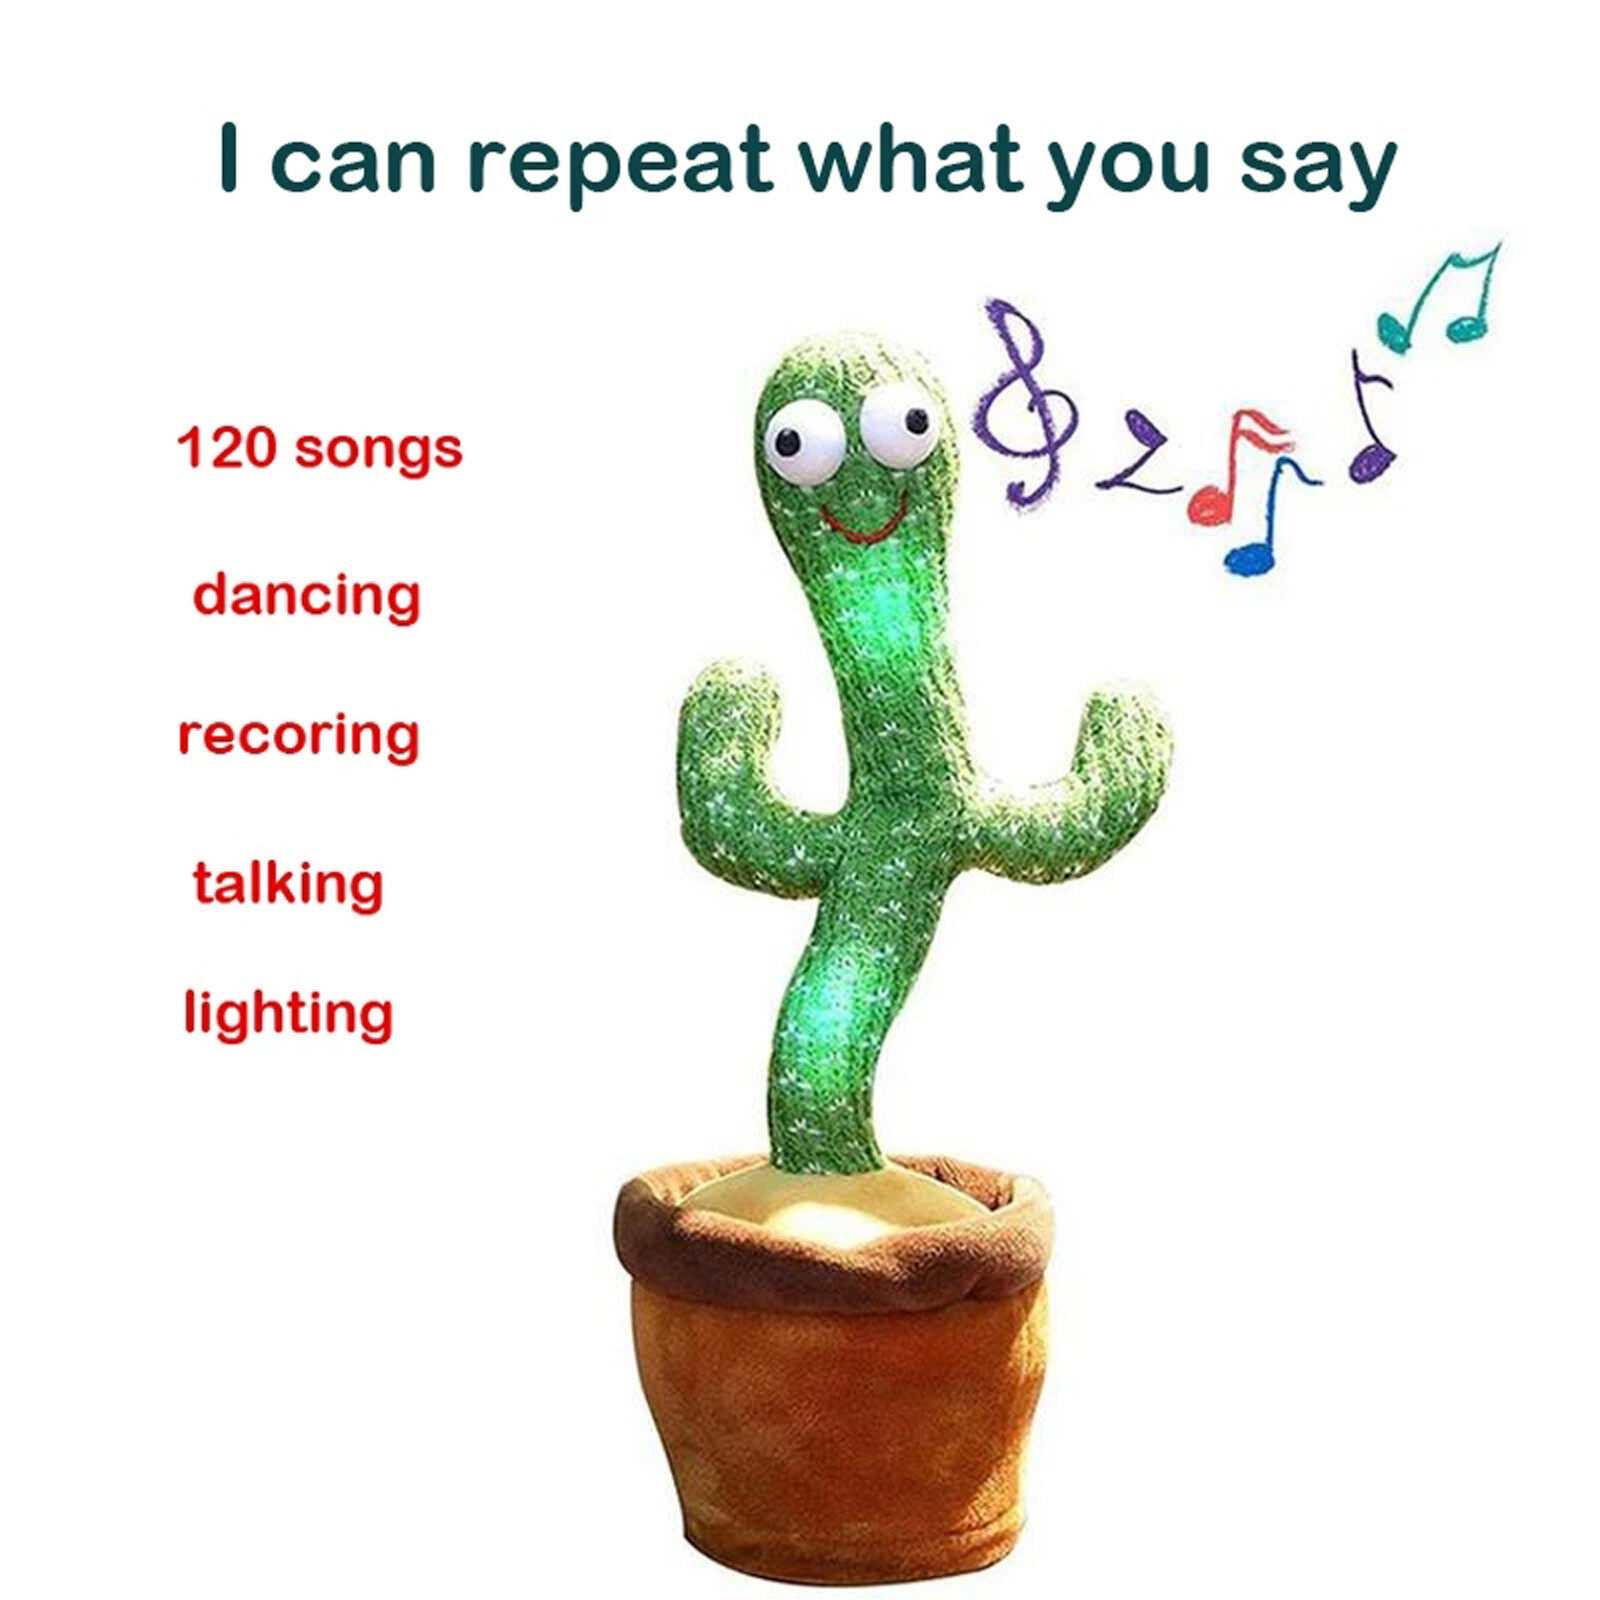 I can repeat what you say
120 songs
dancing
recoring
talking
lighting